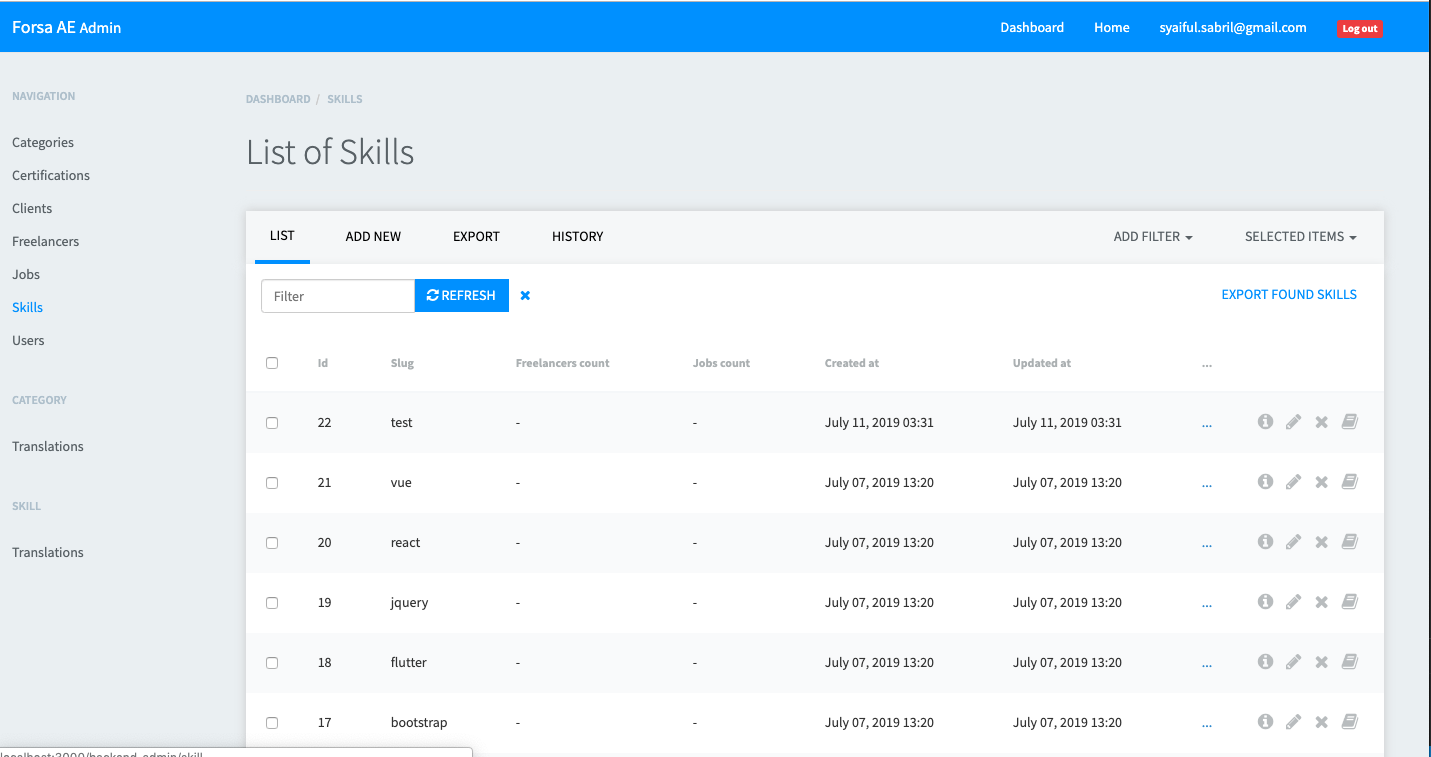 Forsa AE Admin
Dashboard Home syaiful.sabril@gmail.com Log out
NAVIGATION
Categories
Certifications
Clients
Freelancers
Jobs
Skills
Users
CATEGORY
Translations
SKILL
Translations
DASHBOARD / SKILLS
List of Skills
LIST ADD NEW EXPORT HISTORY ADD FILTER SELECTED ITEMS
Filter REFRESH EXPORT FOUND SKILLS
Id Slug Freelancers count Jobs count Created at Updated at ...
22 test - - July 11, 2019 03:31 July 11, 2019 03:31 ...
21 vue - - July 07, 2019 13:20 July 07, 2019 13:20 ...
20 react - - July 07, 2019 13:20 July 07, 2019 13:20 ...
19 jquery - - July 07, 2019 13:20 July 07, 2019 13:20 ...
18 flutter - - July 07, 2019 13:20 July 07, 2019 13:20 ...
17 bootstrap - - July 07, 2019 13:20 July 07, 2019 13:20 ...